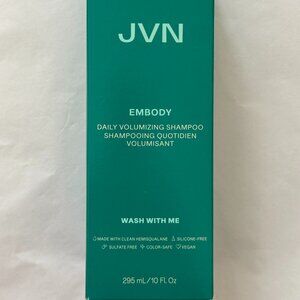 JVN
EMBODY
DAILY VOLUMIZING SHAMPOO
SHAMPOOING QUOTIDIEN
VOLUMISANT
WASH WITH ME
MADE WITH CLEAN HEMISQUALANE SILICONE-FREE
SULFATE FREE COLOR-SAFE VEGAN
295 mL/10 Fl. Oz